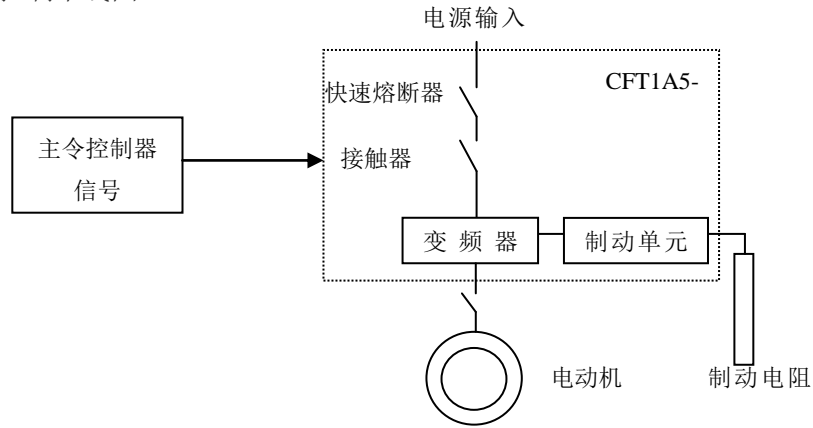 电源输入
CFT1A5-
快速熔断器
主令控制器
信号
接触器
变 频 器
制动单元
电动机
制动电阻